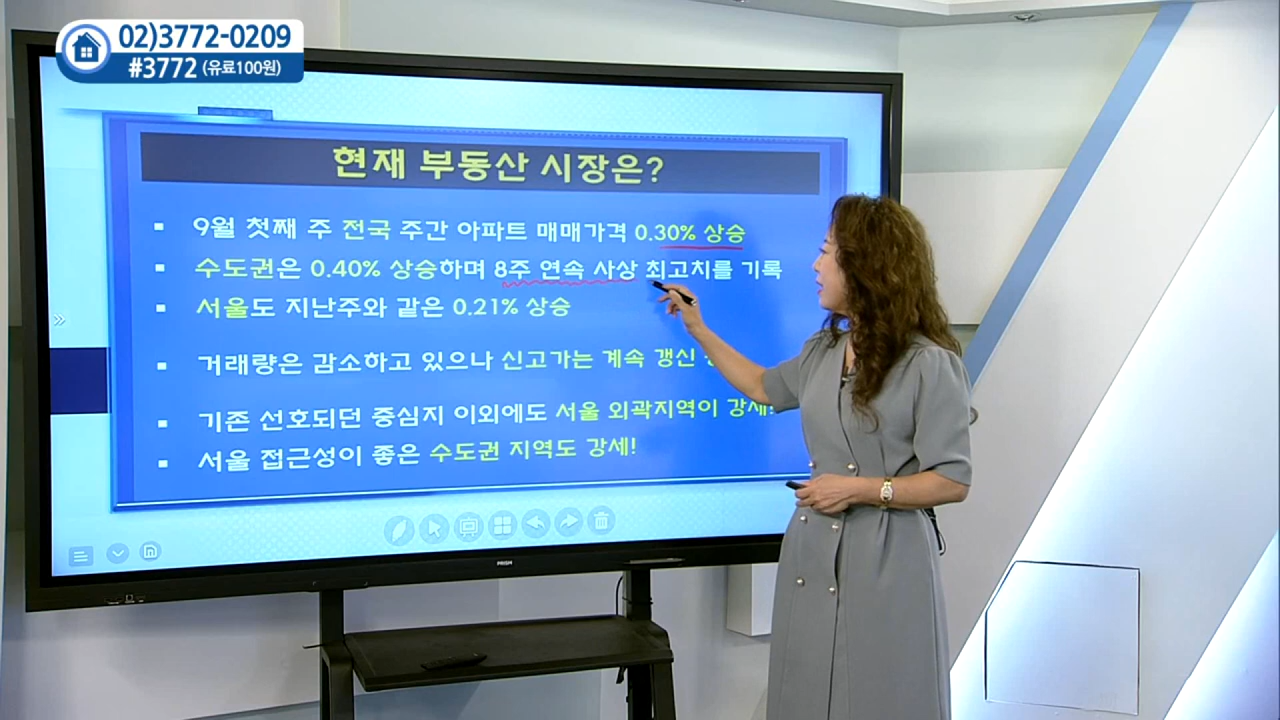 02)3772-0209
#3772 (유료100원)
현재 부동산 시장은?
▪ 9월 첫째 주 전국 주간 아파트 매매가격 0.30% 상승
▪ 수도권은 0.40% 상승하며 8주 연속 사상 최고치를 기록
▪ 서울도 지난주와 같은 0.21% 상승
▪ 거래량은 감소하고 있으나 신고가는 계속 갱신
▪ 기존 선호되던 중심지 이외에도 서울 외곽지역이 강세!
▪ 서울 접근성이 좋은 수도권 지역도 강세!
PRISM